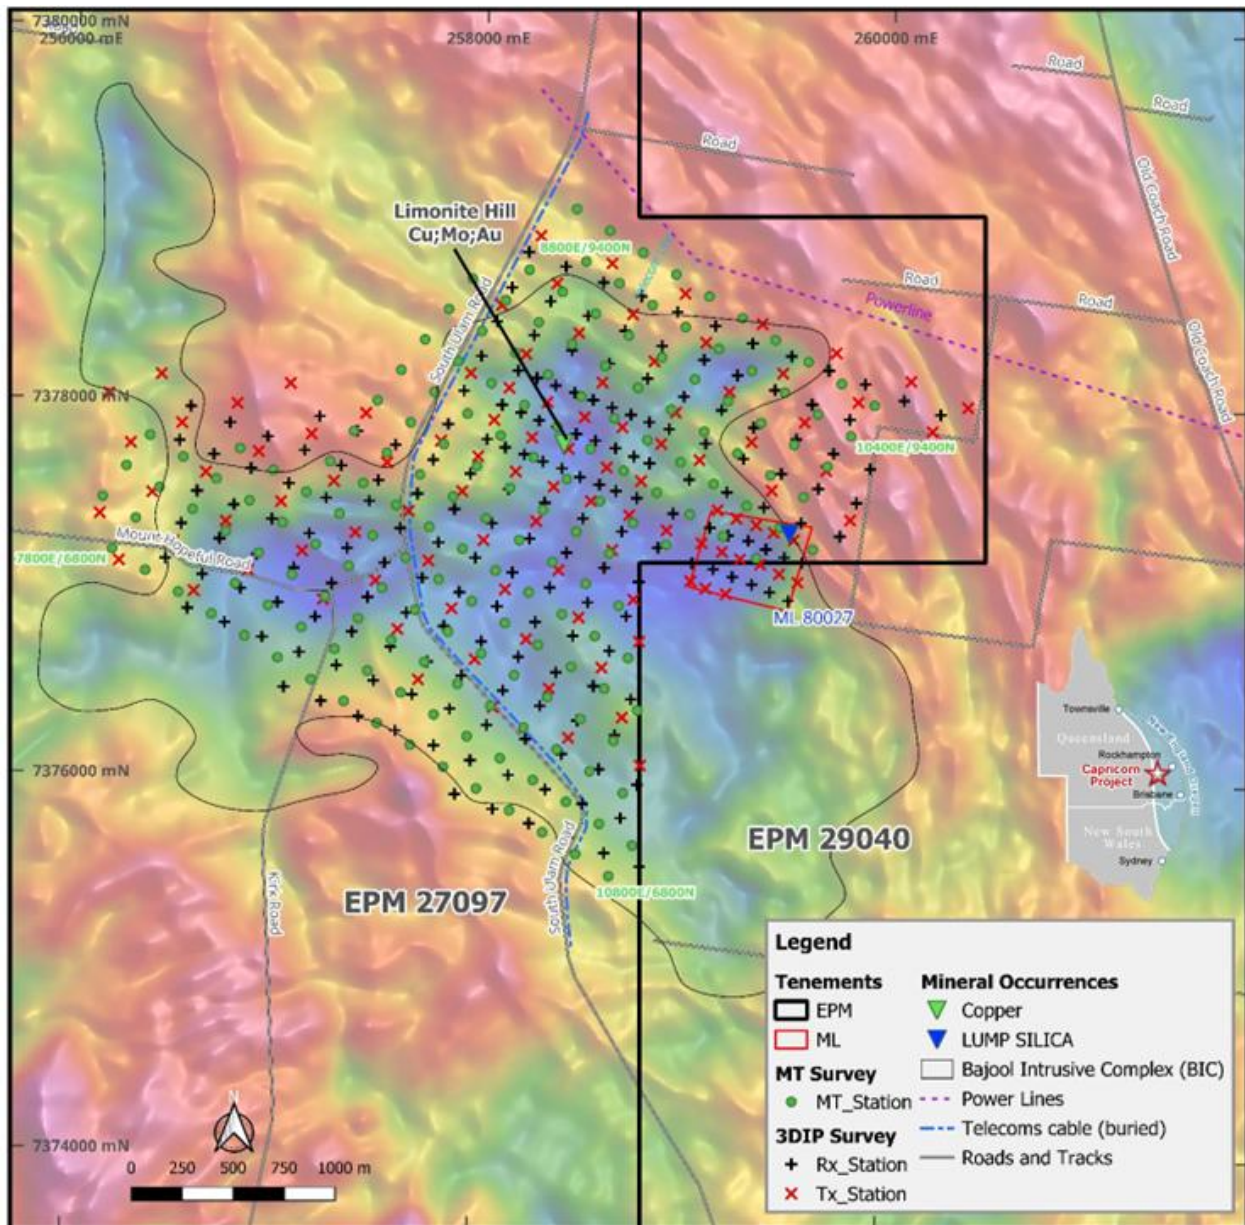 7380000 mN
256000mE
258000 mE
260000 mE
Road
Road
Road
Old Coach Road
Limonite Hill
Cu;Mo;Au
8800E/9400N
South Ulam Road
Road
Road
Powerline
Old Coach Road
7378000 mN
10400E/9400N
Mount Hopeful Road
7800E/6800N
ML 80027
Townsville
Queensland
Rockhampton
Capricorn
Project
Brisbane
New South
Wales
Sydney
7376000 mN
EPM 29040
South Ulam Road
Kirk Road
EPM 27097
10800E/6800N
Legend
Tenements
EPM
ML
MT Survey
MT_Station
3DIP Survey
Rx_Station
Tx_Station
Mineral Occurrences
Copper
LUMP SILICA
Bajool Intrusive Complex (BIC)
Power Lines
Telecoms cable (buried)
Roads and Tracks
7374000 mN
N
0 250 500 750 1000 m